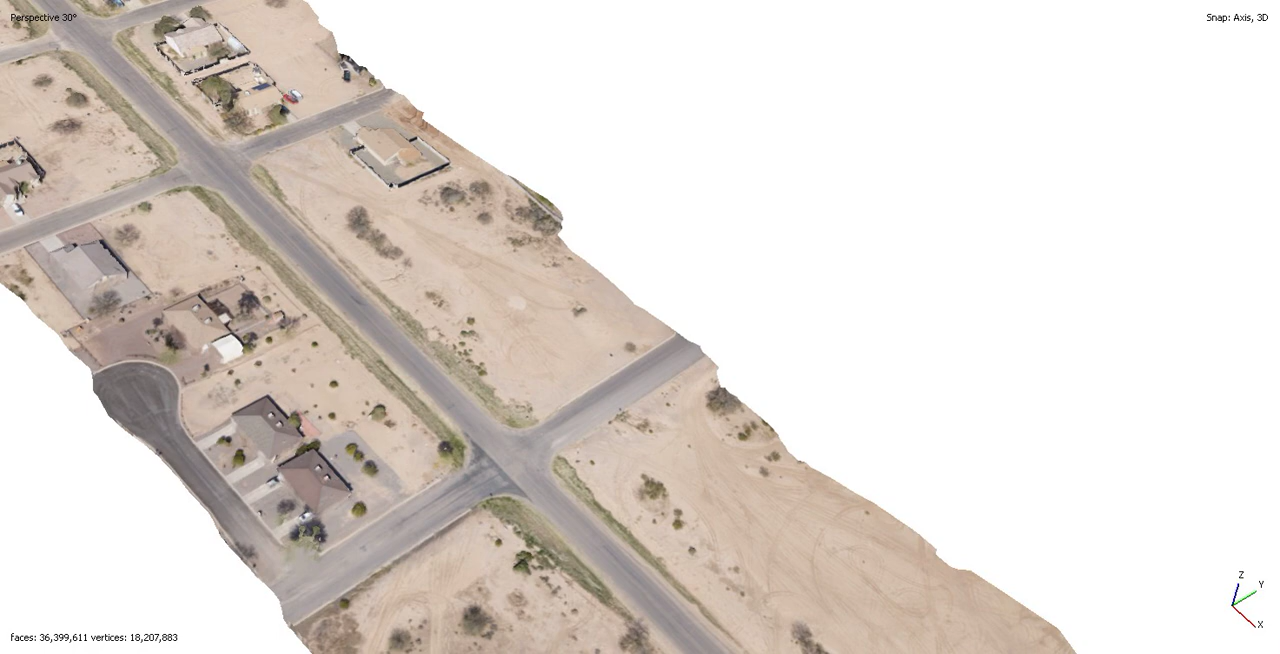 Perspective 30°
Snap: Axis, 3D
Z
Y
X
faces: 36,399,611 vertices: 18,207,883